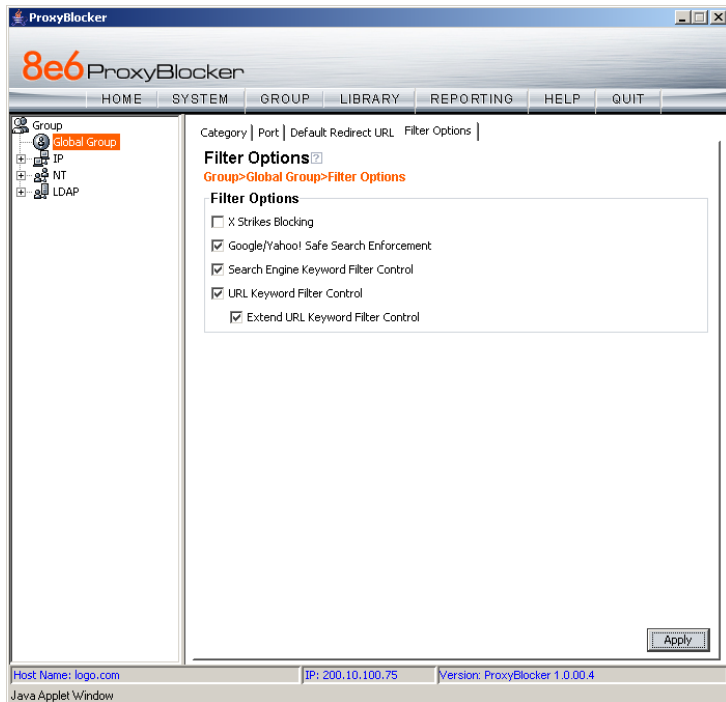 ProxyBlocker
8e6 ProxyBlocker
HOME SYSTEM GROUP LIBRARY REPORTING HELP QUIT
Group
Global Group
IP
NT
LDAP
Category Port Default Redirect URL Filter Options
Filter Options ?
Group>Global Group>Filter Options
Filter Options
X Strikes Blocking
Google/Yahoo! Safe Search Enforcement
Search Engine Keyword Filter Control
URL Keyword Filter Control
Extend URL Keyword Filter Control
Apply
Host Name: logo.com IP: 200.10.100.75 Version: ProxyBlocker 1.0.00.4
Java Applet Window